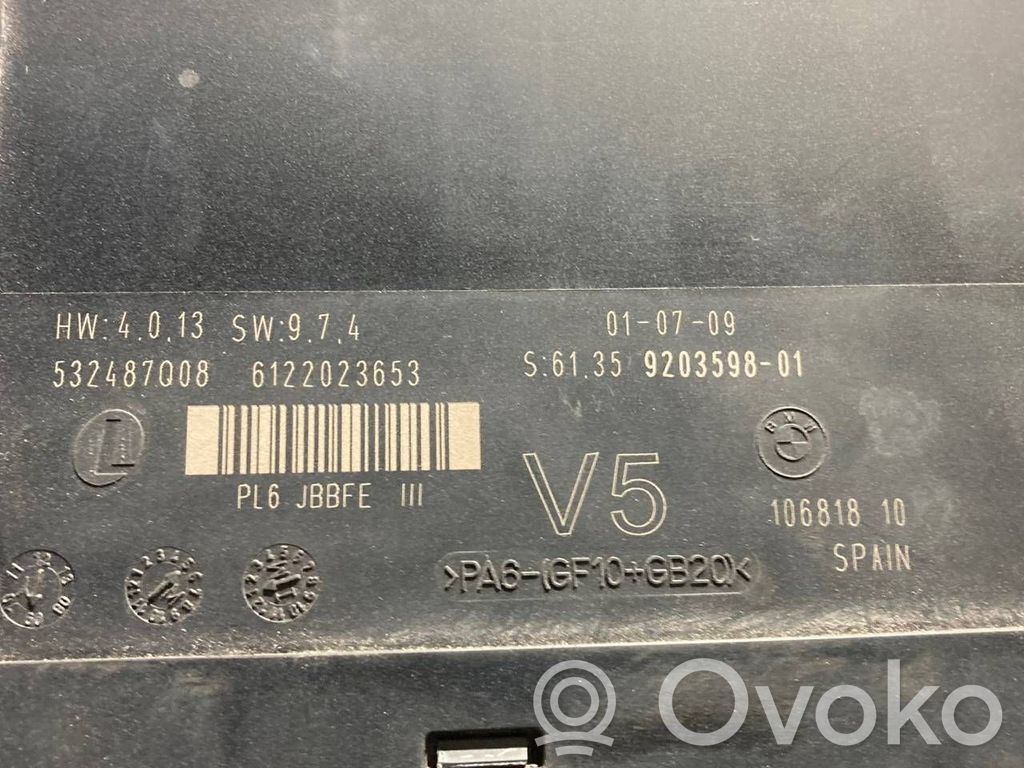 HW:4.0.13 SW:9.7.4 01-07-09
532487008 6122023653 S:61.35 9203598-01
BMW
PL6 JBBFE III V5 106818 10
SPAIN
>PA6-(GF10+GB20)<
Ovoko